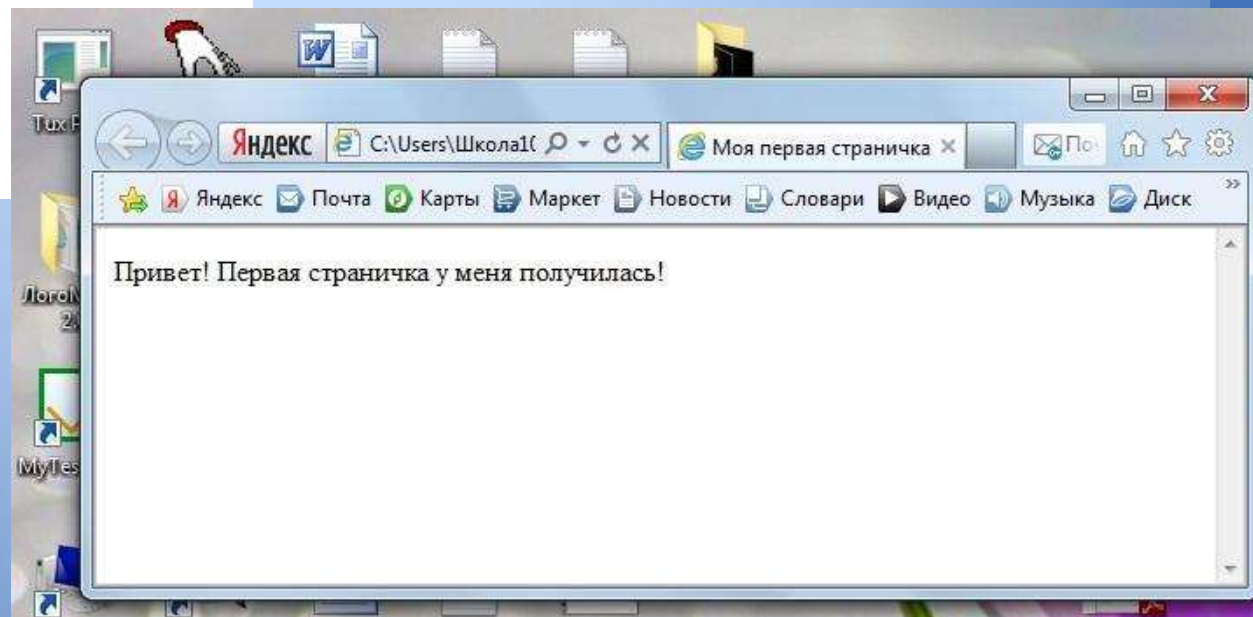 Tux P
Яндекс C:\Users\Школа1( Моя первая страничка По
Яндекс Почта Карты Маркет Новости Словари Видео Музыка Диск
Привет! Первая страничка у меня получилась!
2.
MyTes